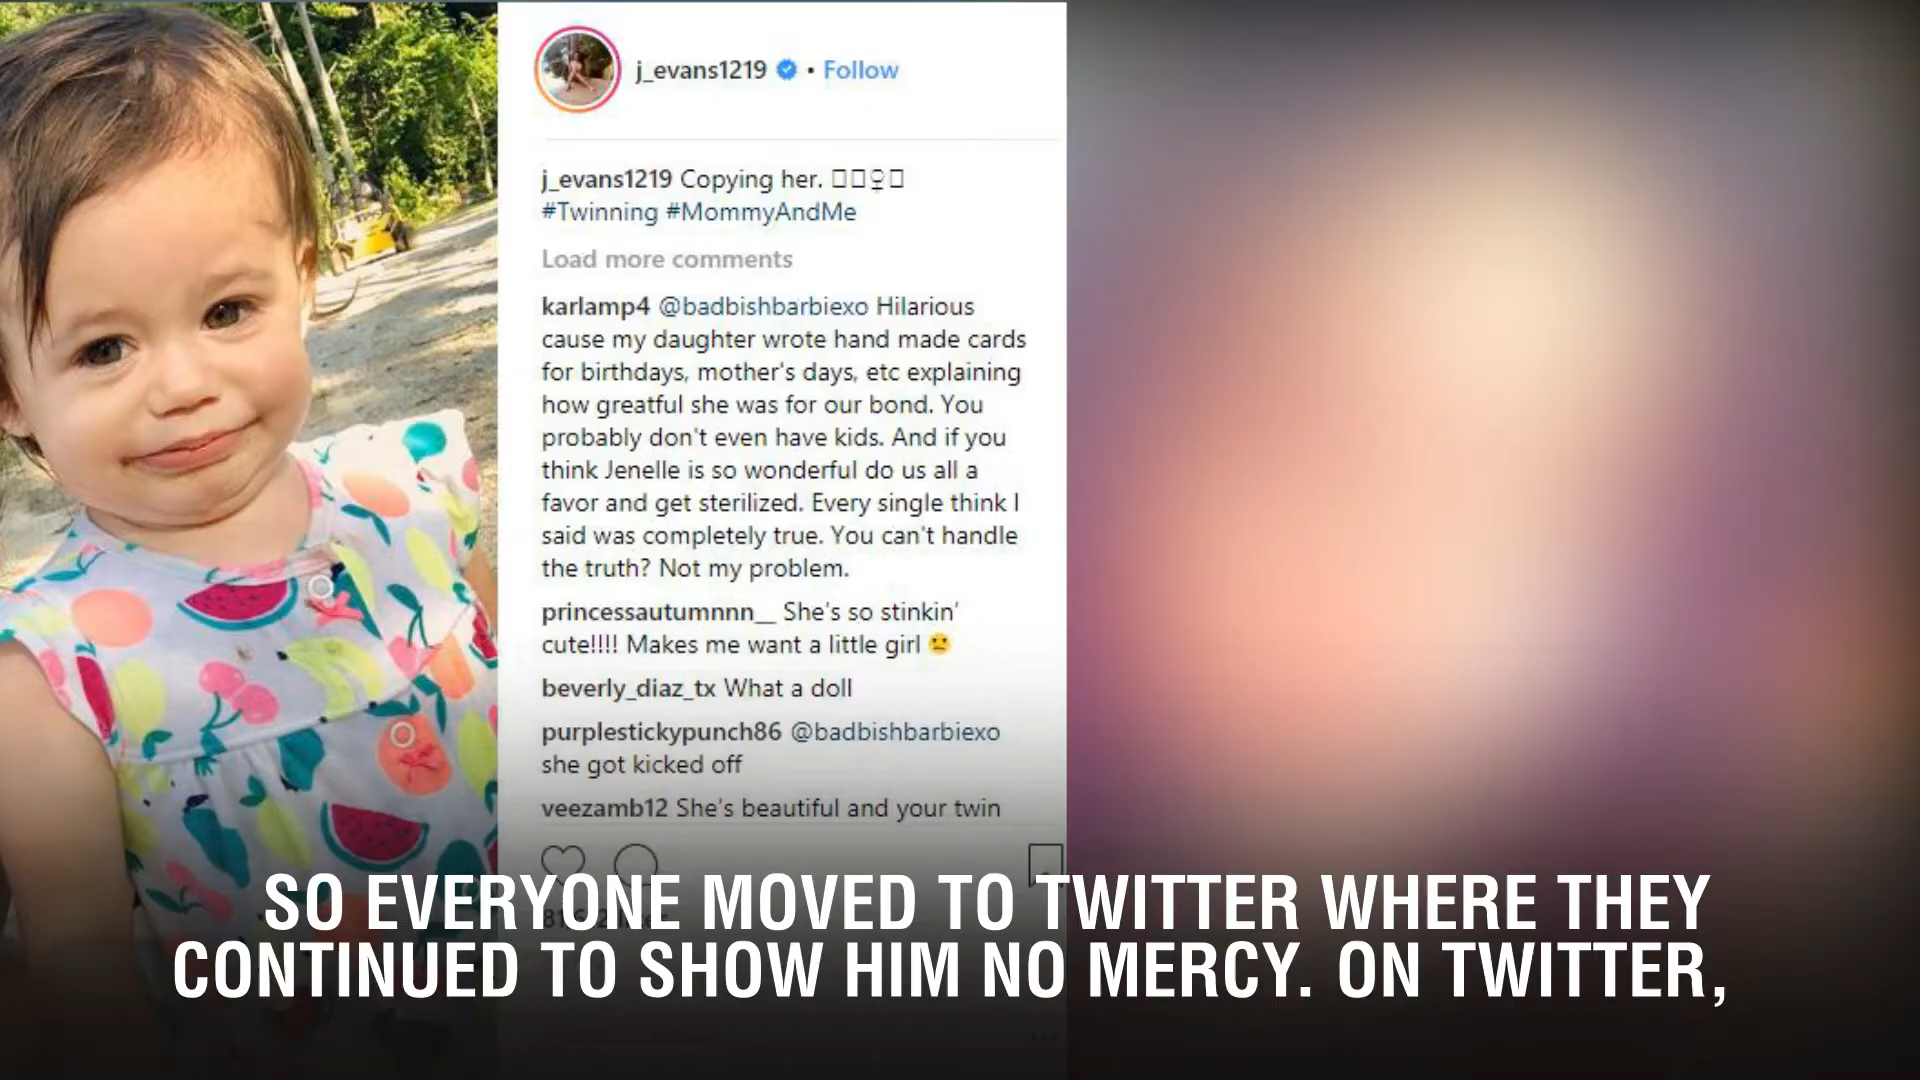 j_evans1219 • Follow
j_evans1219 Copying her. □□♀□
#Twinning #MommyAndMe
Load more comments
karlamp4 @badbishbarbiexo Hilarious
cause my daughter wrote hand made cards
for birthdays, mother's days, etc explaining
how greatful she was for our bond. You
probably don't even have kids. And if you
think Jenelle is so wonderful do us all a
favor and get sterilized. Every single think I
said was completely true. You can't handle
the truth? Not my problem.
princessautumnnn__ She's so stinkin'
cute!!!! Makes me want a little girl 😟
beverly_diaz_tx What a doll
purplestickypunch86 @badbishbarbiexo
she got kicked off
veezamb12 She's beautiful and your twin
SO EVERYONE MOVED TO TWITTER WHERE THEY
CONTINUED TO SHOW HIM NO MERCY. ON TWITTER,